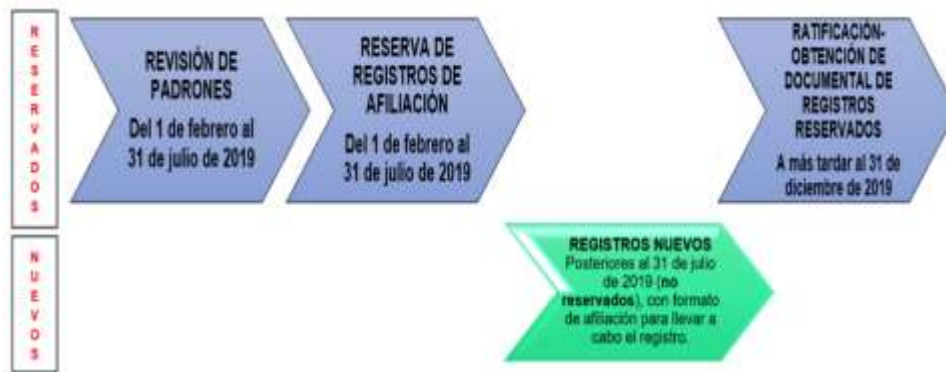 RESERVADOS
REVISIÓN DE
PADRONES
Del 1 de febrero al
31 de julio de 2019
RESERVA DE
REGISTROS DE
AFILIACIÓN
Del 1 de febrero al
31 de julio de 2019
RATIFICACIÓN-
OBTENCIÓN DE
DOCUMENTAL DE
REGISTROS
RESERVADOS
A más tardar al 31 de
diciembre de 2019
NUEVOS
REGISTROS NUEVOS
Posteriores al 31 de julio
de 2019 (no
reservados), con formato
de afiliación para llevar a
cabo el registro.